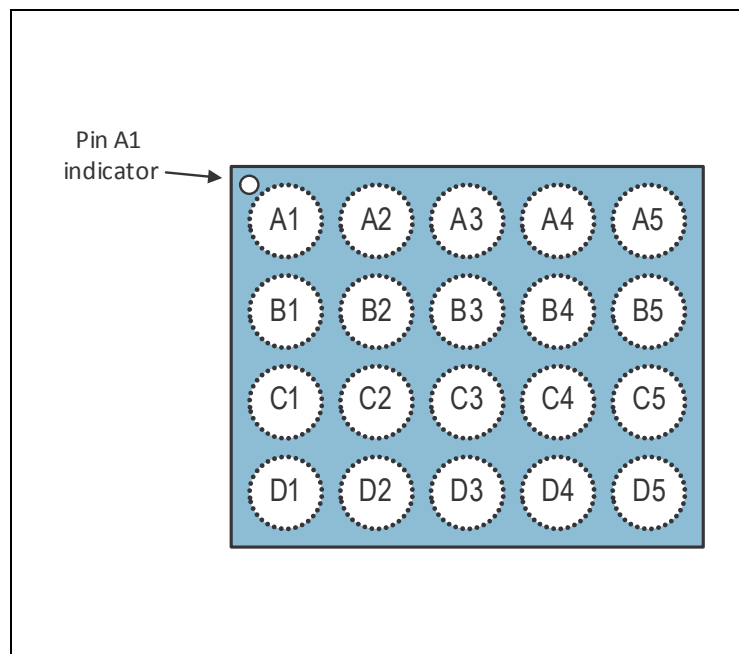 Pin A1
indicator
A1 A2 A3 A4 A5
B1 B2 B3 B4 B5
C1 C2 C3 C4 C5
D1 D2 D3 D4 D5